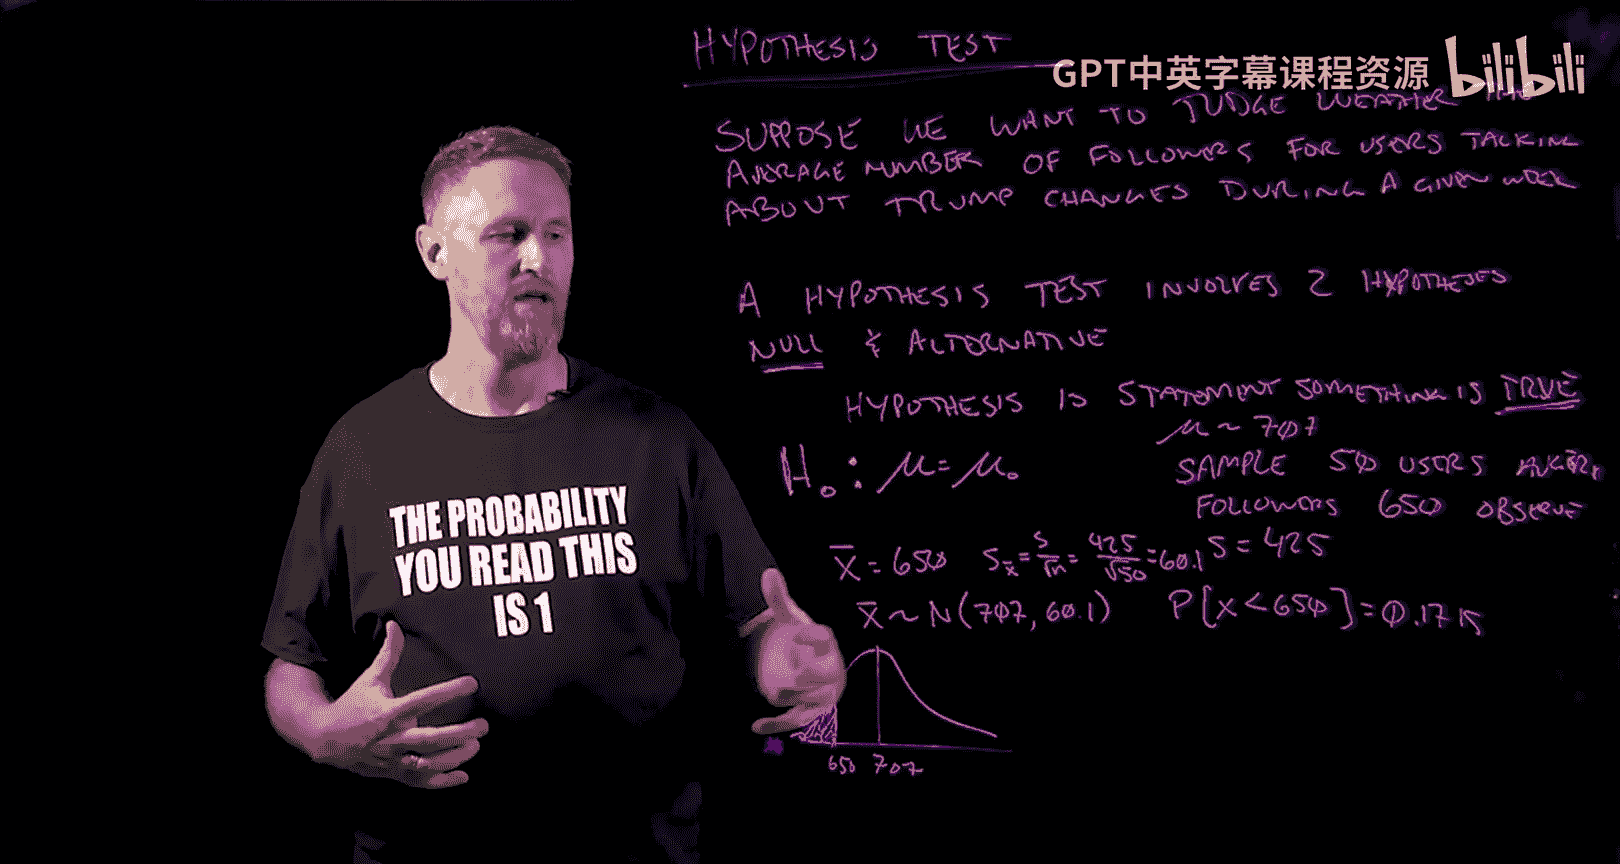 HYPOTHESIS TEST
GPT中英字幕课程资源 bilibili
SUPPOSE WE WANT TO JUDGE WEATHER THE
AVERAGE NUMBER OF FOLLOWERS FOR USERS TALKING
ABOUT TRUMP CHANGES DURING A GIVEN WEEK
A HYPOTHESIS TEST INVOLVES 2 HYPOTHESES
NULL & ALTERNATIVE
HYPOTHESIS IS STATEMENT SOMETHING IS TRUE
μ ~ 707
H₀ : μ = μ₀
SAMPLE 50 USERS
FOLLOWERS 650 OBSERVE
S = 425
x̄ = 650 S_x̄ = S/√n = 425/√50 = 60.1
x̄ ~ N(707, 60.1) P[X < 650] = 0.1715
650 707
THE PROBABILITY
YOU READ THIS
IS 1